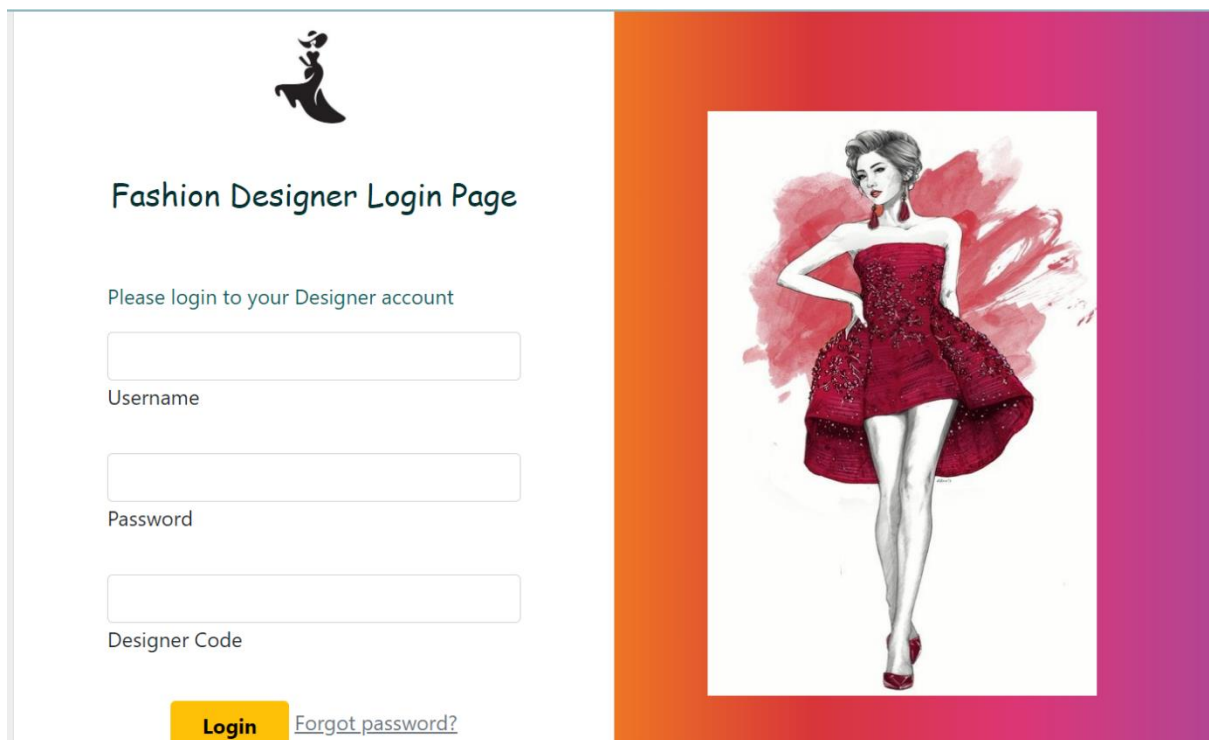 Fashion Designer Login Page
Please login to your Designer account
Username
Password
Designer Code
Login Forgot password?